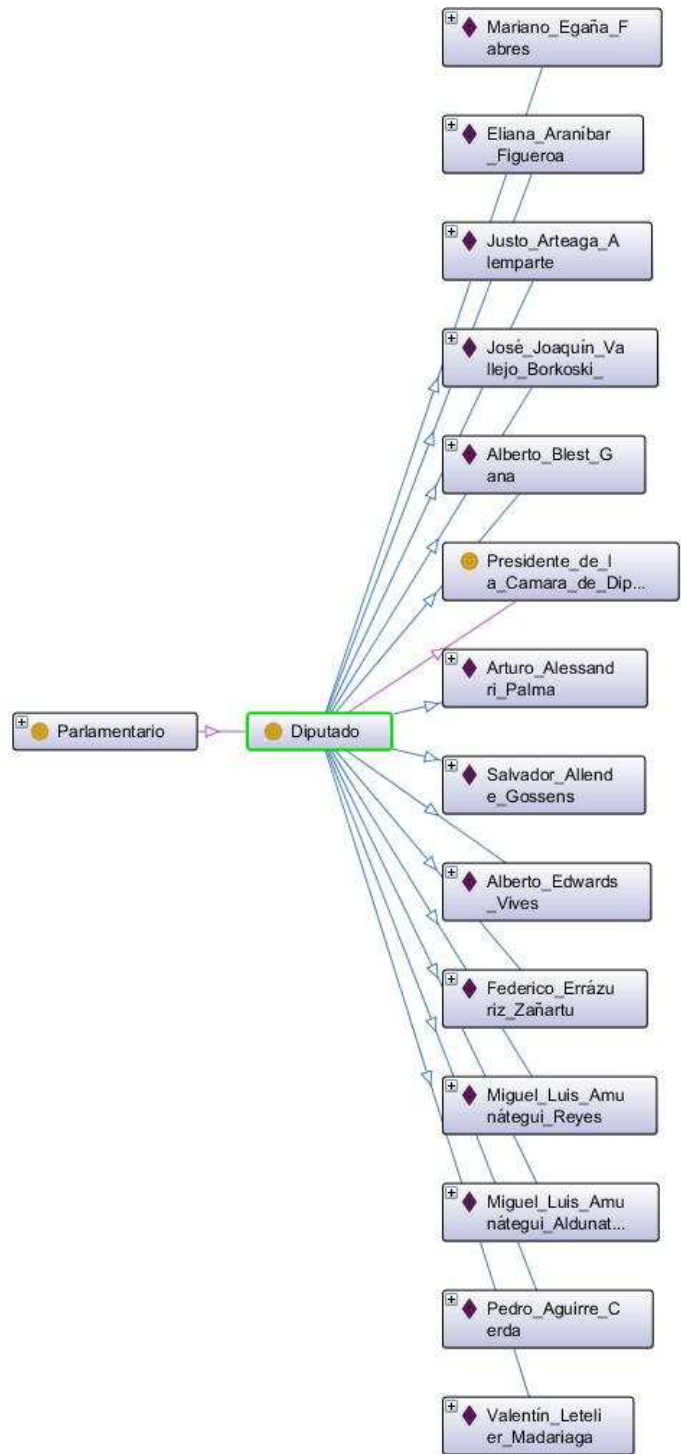 Mariano_Egaña_F
abres
Eliana_Araníbar
_Figueroa
Justo_Arteaga_A
lemparte
José_Joaquín_Va
llejo_Borkoski_
Alberto_Blest_G
ana
Presidente_de_l
a_Camara_de_Dip...
Arturo_Alessand
ri_Palma
Parlamentario
Diputado
Salvador_Allend
e_Gossens
Alberto_Edwards
_Vives
Federico_Errázu
riz_Zañartu
Miguel_Luis_Amu
nátegui_Reyes
Miguel_Luis_Amu
nátegui_Aldunat...
Pedro_Aguirre_C
erda
Valentín_Leteli
er_Madariaga